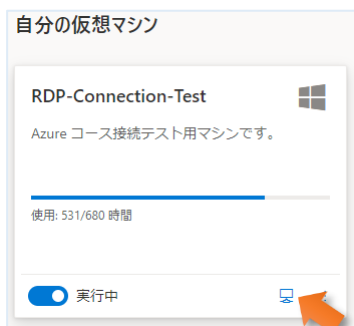 自分の仮想マシン
RDP-Connection-Test
Azure コース接続テスト用マシンです。
使用: 531/680 時間
実行中